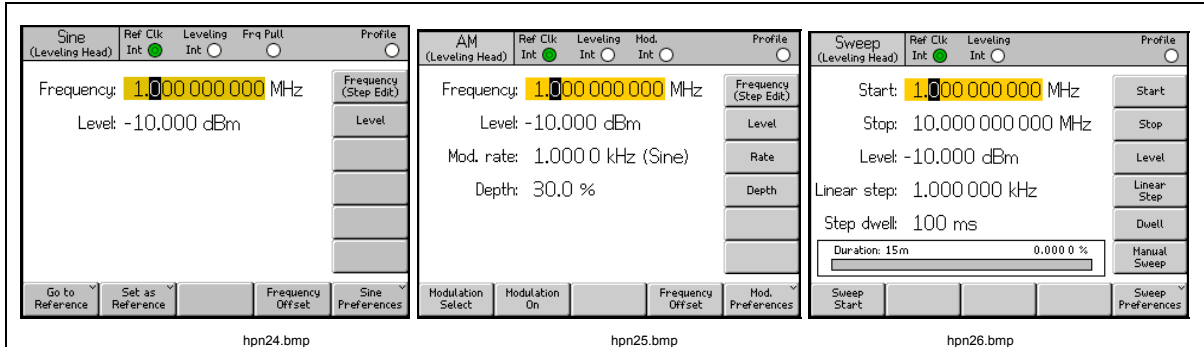 Sine
(Leveling Head)
Ref Clk Leveling Frq Pull
Int Int
Profile
Frequency: 1.000 000 000 MHz
Level: -10.000 dBm
Frequency
(Step Edit)
Level
Go to
Reference
Set as
Reference
Frequency
Offset
Sine
Preferences
hpn24.bmp
AM
(Leveling Head)
Ref Clk Leveling Mod.
Int Int Int
Profile
Frequency: 1.000 000 000 MHz
Level: -10.000 dBm
Mod. rate: 1.000 0 kHz (Sine)
Depth: 30.0 %
Frequency
(Step Edit)
Level
Rate
Depth
Modulation
Select
Modulation
On
Frequency
Offset
Mod.
Preferences
hpn25.bmp
Sweep
(Leveling Head)
Ref Clk Leveling
Int Int
Profile
Start: 1.000 000 000 MHz
Stop: 10.000 000 000 MHz
Level: -10.000 dBm
Linear step: 1.000 000 kHz
Step dwell: 100 ms
Duration: 15m 0.000 0 %
Start
Stop
Level
Linear
Step
Dwell
Manual
Sweep
Sweep
Start
Sweep
Preferences
hpn26.bmp